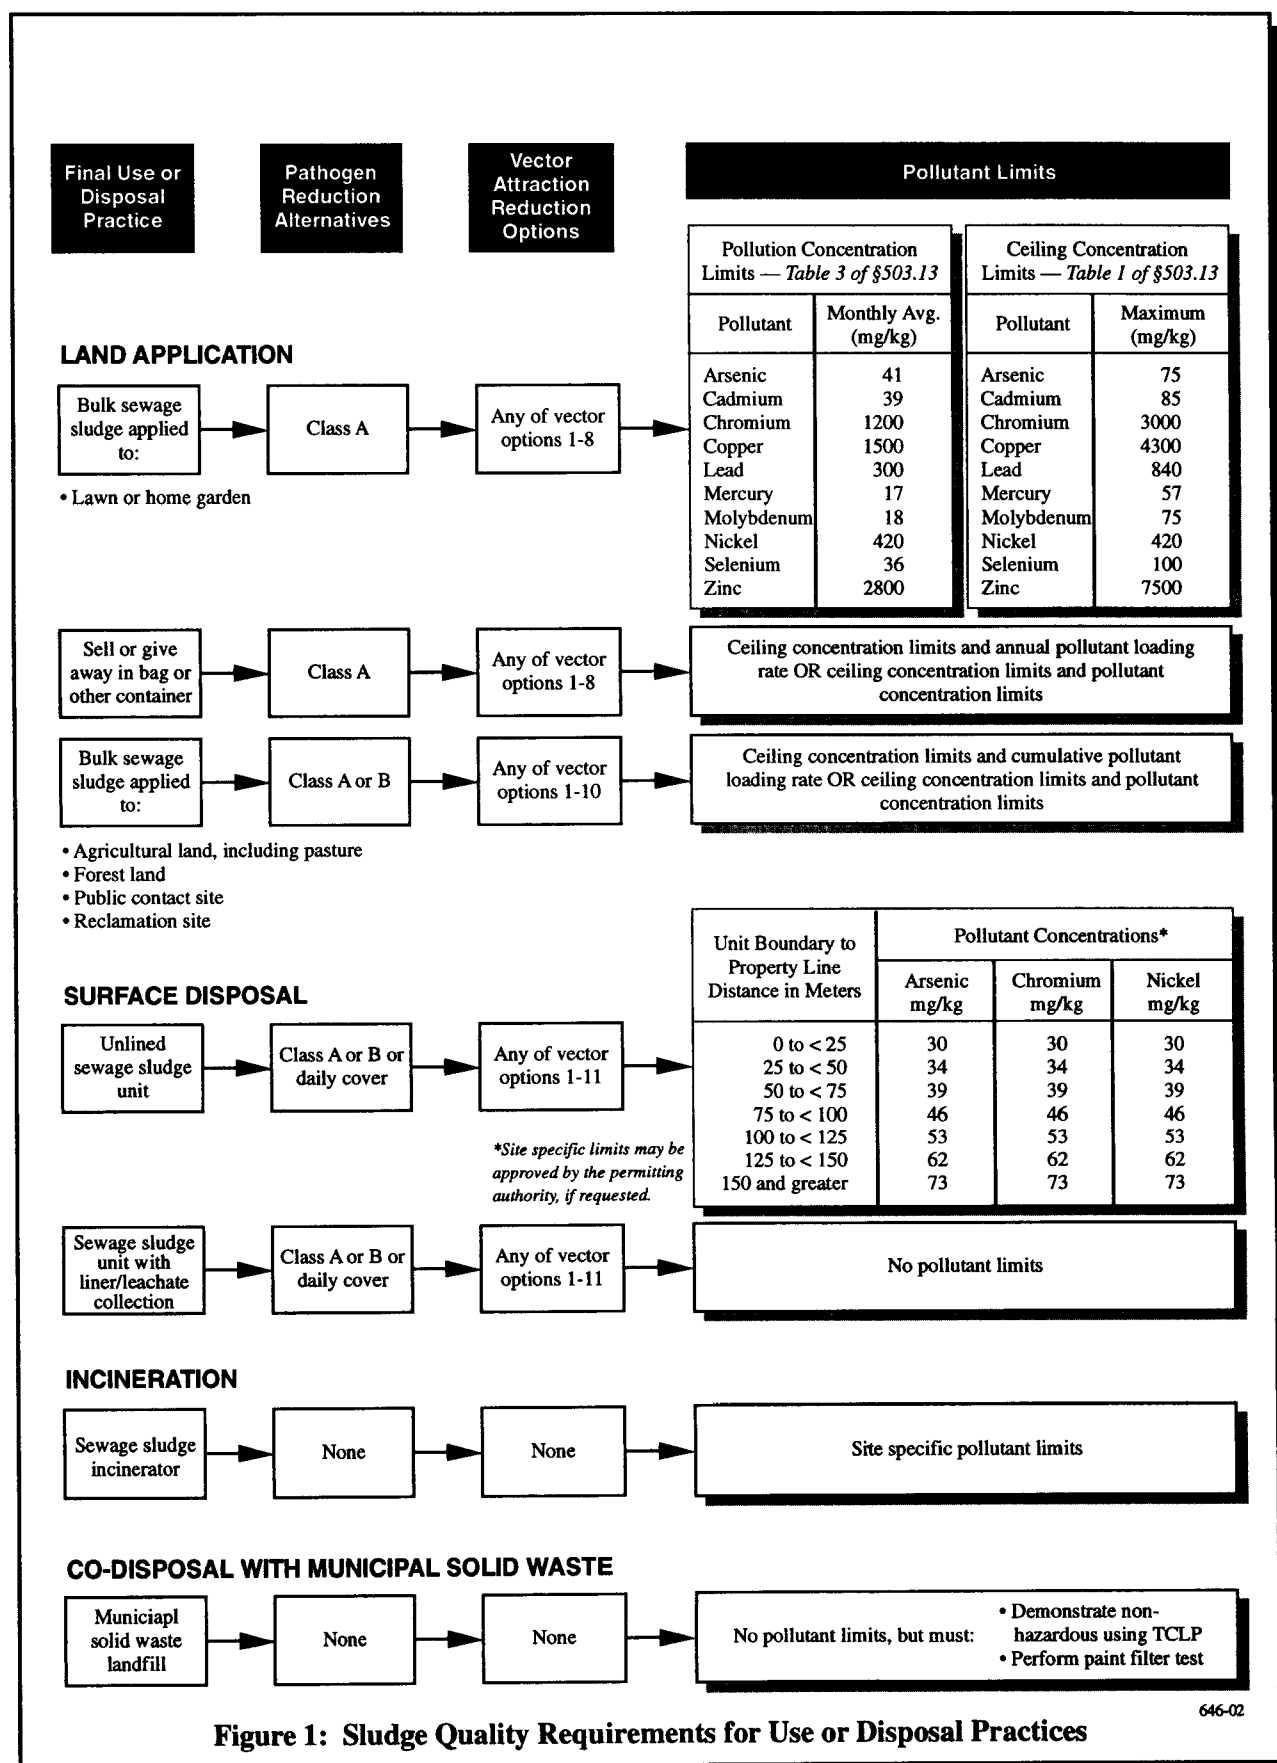 Final Use or
Disposal
Practice
Pathogen
Reduction
Alternatives
Vector
Attraction
Reduction
Options
Pollutant Limits
LAND APPLICATION
Bulk sewage
sludge applied
to:
• Lawn or home garden
Class A
Any of vector
options 1-8
Pollution Concentration
Limits — Table 3 of §503.13
Pollutant Monthly Avg.
(mg/kg)
Arsenic 41
Cadmium 39
Chromium 1200
Copper 1500
Lead 300
Mercury 17
Molybdenum 18
Nickel 420
Selenium 36
Zinc 2800
Ceiling Concentration
Limits — Table 1 of §503.13
Pollutant Maximum
(mg/kg)
Arsenic 75
Cadmium 85
Chromium 3000
Copper 4300
Lead 840
Mercury 57
Molybdenum 75
Nickel 420
Selenium 100
Zinc 7500
Sell or give
away in bag or
other container
Class A
Any of vector
options 1-8
Ceiling concentration limits and annual pollutant loading
rate OR ceiling concentration limits and pollutant
concentration limits
Bulk sewage
sludge applied
to:
Class A or B
Any of vector
options 1-10
Ceiling concentration limits and cumulative pollutant
loading rate OR ceiling concentration limits and pollutant
concentration limits
• Agricultural land, including pasture
• Forest land
• Public contact site
• Reclamation site
SURFACE DISPOSAL
Unlined
sewage sludge
unit
Class A or B or
daily cover
Any of vector
options 1-11
*Site specific limits may be
approved by the permitting
authority, if requested.
Unit Boundary to
Property Line
Distance in Meters
Pollutant Concentrations*
Arsenic
mg/kg
Chromium
mg/kg
Nickel
mg/kg
0 to < 25 30 30 30
25 to < 50 34 34 34
50 to < 75 39 39 39
75 to < 100 46 46 46
100 to < 125 53 53 53
125 to < 150 62 62 62
150 and greater 73 73 73
Sewage sludge
unit with
liner/leachate
collection
Class A or B or
daily cover
Any of vector
options 1-11
No pollutant limits
INCINERATION
Sewage sludge
incinerator
None
None
Site specific pollutant limits
CO-DISPOSAL WITH MUNICIPAL SOLID WASTE
Municiapl
solid waste
landfill
None
None
No pollutant limits, but must:
• Demonstrate non-
hazardous using TCLP
• Perform paint filter test
646-02
Figure 1: Sludge Quality Requirements for Use or Disposal Practices